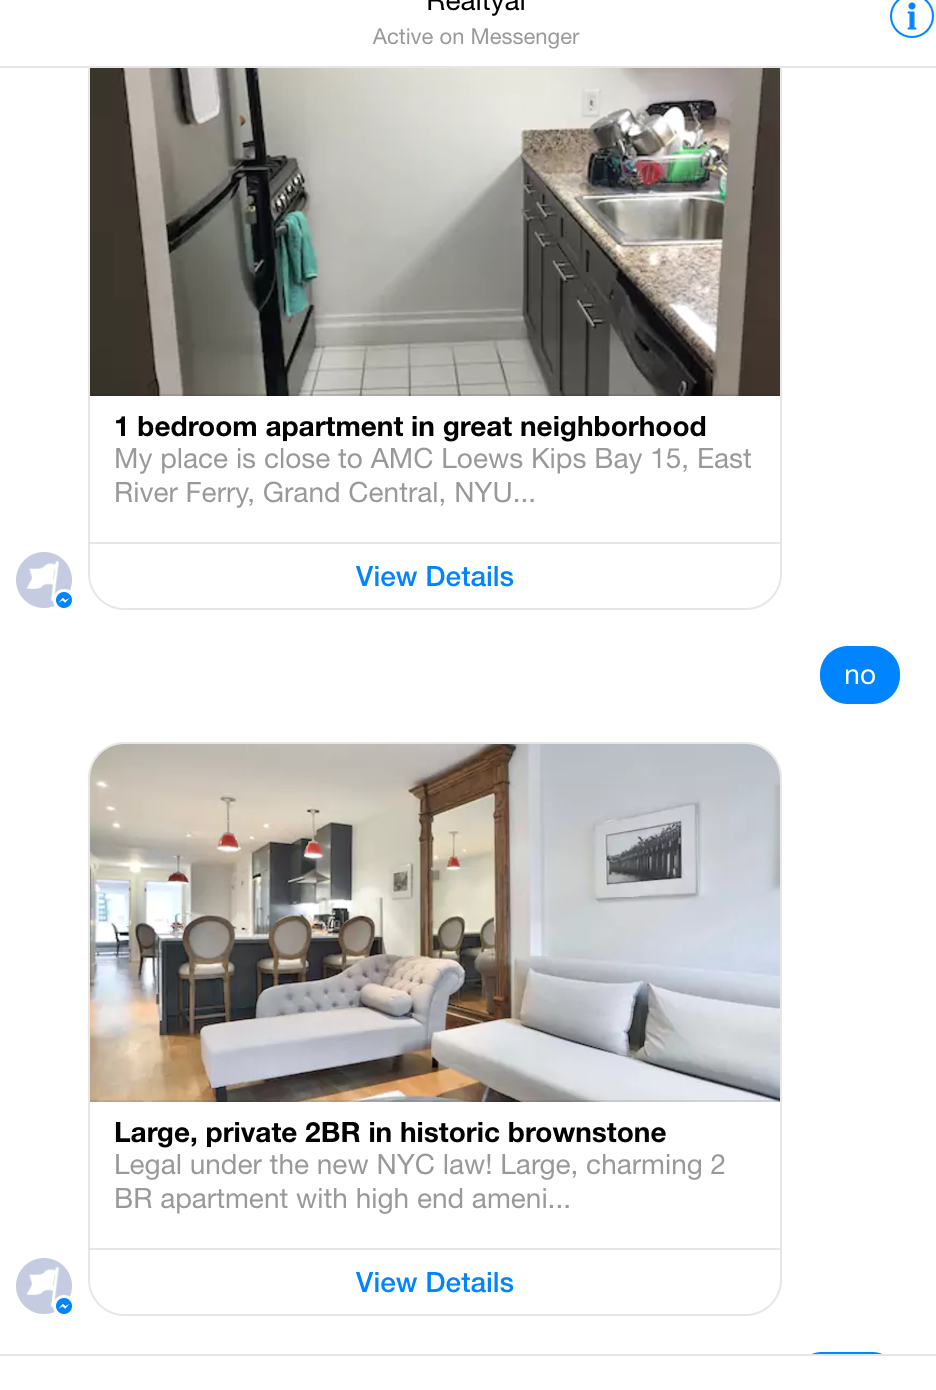 Realtyai
Active on Messenger
1 bedroom apartment in great neighborhood
My place is close to AMC Loews Kips Bay 15, East
River Ferry, Grand Central, NYU...
View Details
no
Large, private 2BR in historic brownstone
Legal under the new NYC law! Large, charming 2
BR apartment with high end ameni...
View Details